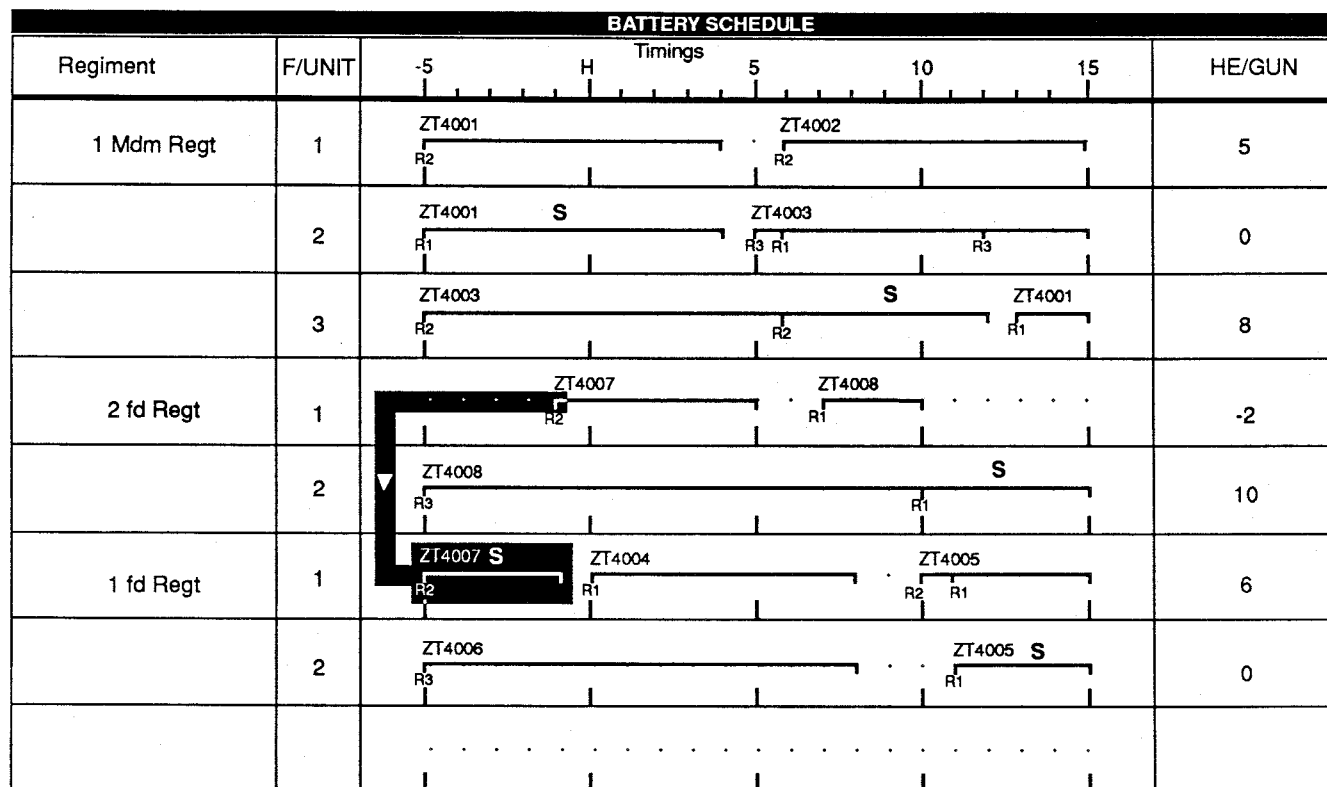 BATTERY SCHEDULE
Regiment F/UNIT Timings HE/GUN
-5 H 5 10 15
ZT4001 ZT4002
1 Mdm Regt 1 5
R2 R2
ZT4001 S ZT4003
2 0
R1 R3 R1 R3
ZT4003 S ZT4001
3 8
R2 R2 R1
ZT4007 ZT4008
2 fd Regt 1 -2
R2 R1
ZT4008 S
2 10
R3 R1
ZT4007 S ZT4004 ZT4005
1 fd Regt 1 6
R2 R1 R2 R1
ZT4006 ZT4005 S
2 0
R3 R1